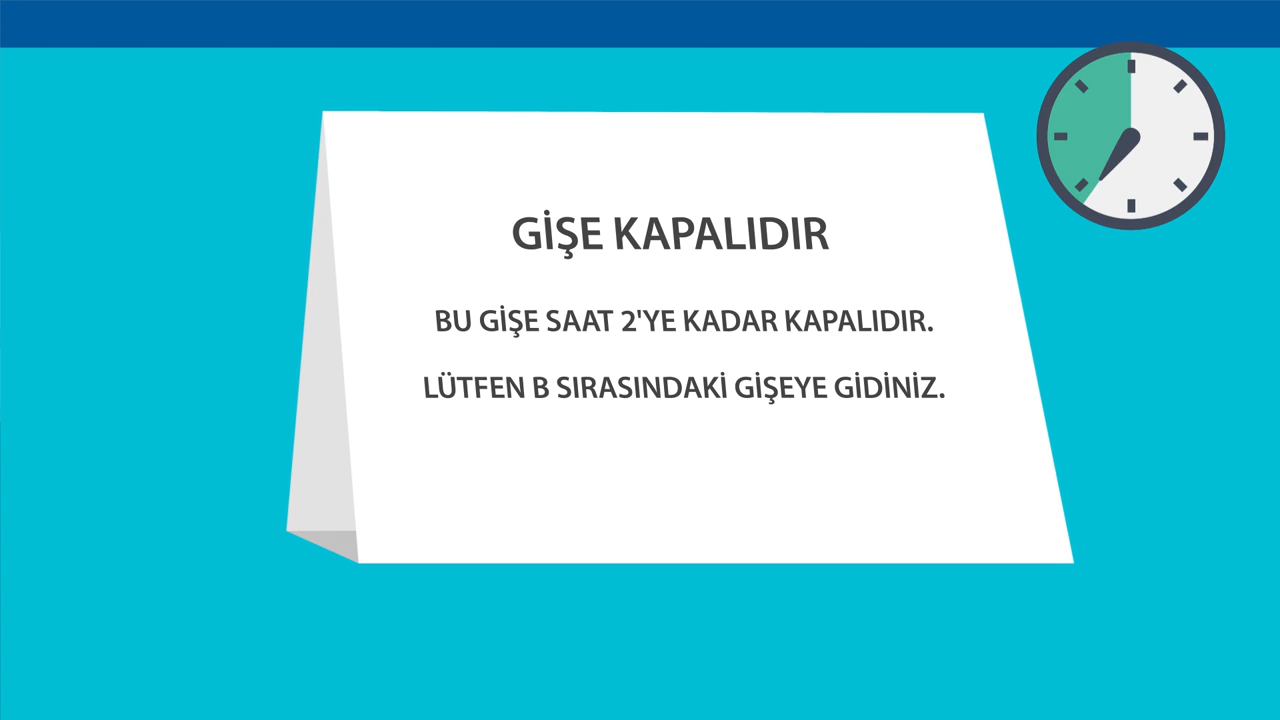 GİŞE KAPALIDIR
BU GİŞE SAAT 2'YE KADAR KAPALIDIR.
LÜTFEN B SIRASINDAKİ GİŞEYE GİDİNİZ.